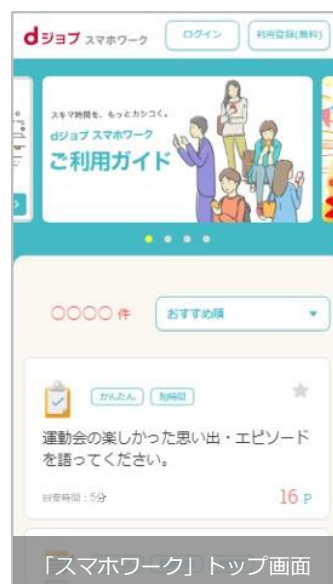 dジョブ スマホワーク
ログイン
利用登録(無料)
スキマ時間を、もっとカシコく。
dジョブ スマホワーク
ご利用ガイド
〇〇〇〇 件
おすすめ順
かんたん
短時間
運動会の楽しかった思い出・エピソード
を語ってください。
目安時間：5分
16 P
「スマホワーク」トップ画面